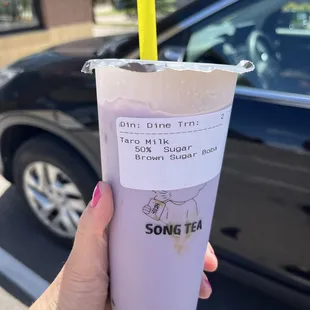 Din: Dine Trn: 2
Taro Milk
50% Sugar
Brown Sugar Boba
SONG TEA